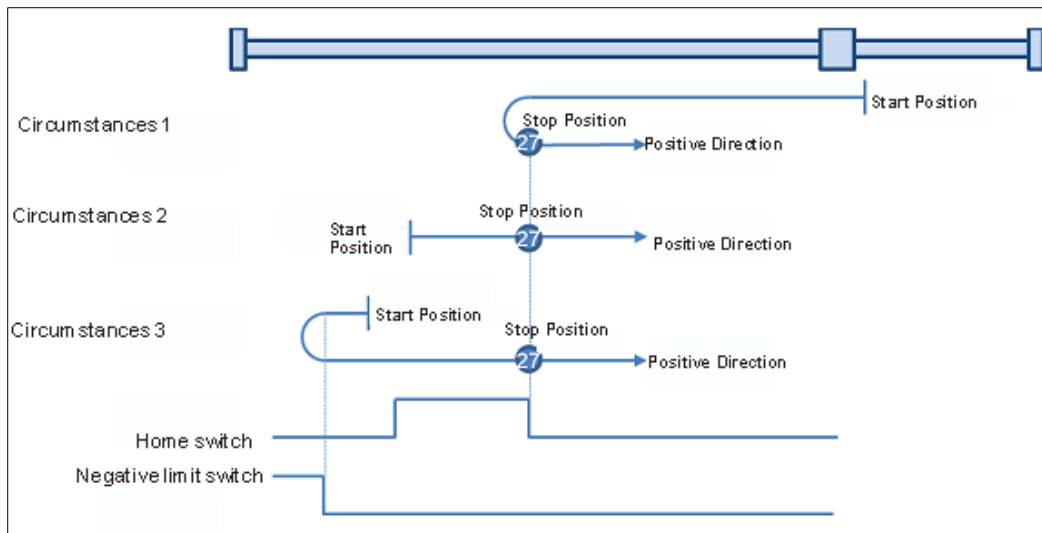 Start Position
Circumstances 1
Stop Position
27
Positive Direction
Circumstances 2
Stop Position
Start
Position
27
Positive Direction
Start Position
Circumstances 3
Stop Position
27
Positive Direction
Home switch
Negative limit switch